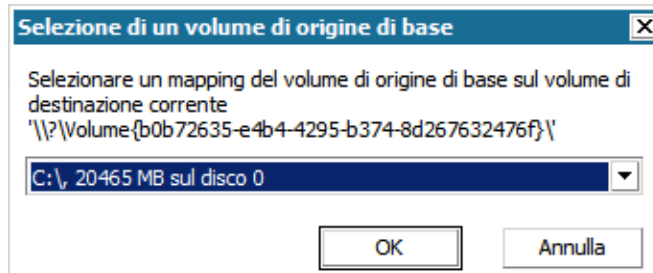 Selezione di un volume di origine di base
Selezionare un mapping del volume di origine di base sul volume di
destinazione corrente
'\\?\Volume{b0b72635-e4b4-4295-b374-8d267632476f}\'
C:\, 20465 MB sul disco 0
OK
Annulla